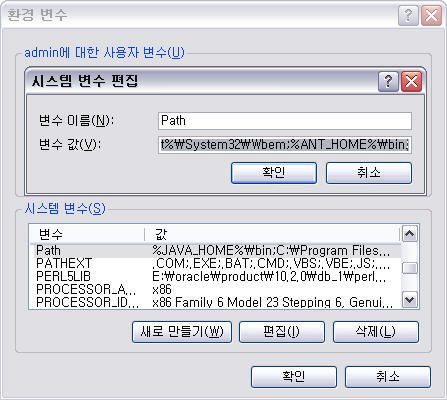 환경 변수
admin에 대한 사용자 변수(U)
시스템 변수 편집
변수 이름(N): Path
변수 값(V): t%₩System32₩Wbem;%ANT_HOME%₩bin;
확인 취소
시스템 변수(S)
변수 값
Path %JAVA_HOME%₩bin;C:₩Program Files...
PATHEXT .COM;.EXE;.BAT;.CMD;.VBS;.VBE;.JS;....
PERL5LIB E:₩oracle₩product₩10.2.0₩db_1₩perl...
PROCESSOR_A... x86
PROCESSOR_ID... x86 Family 6 Model 23 Stepping 6, Genui...
새로 만들기(W) 편집(I) 삭제(L)
확인 취소